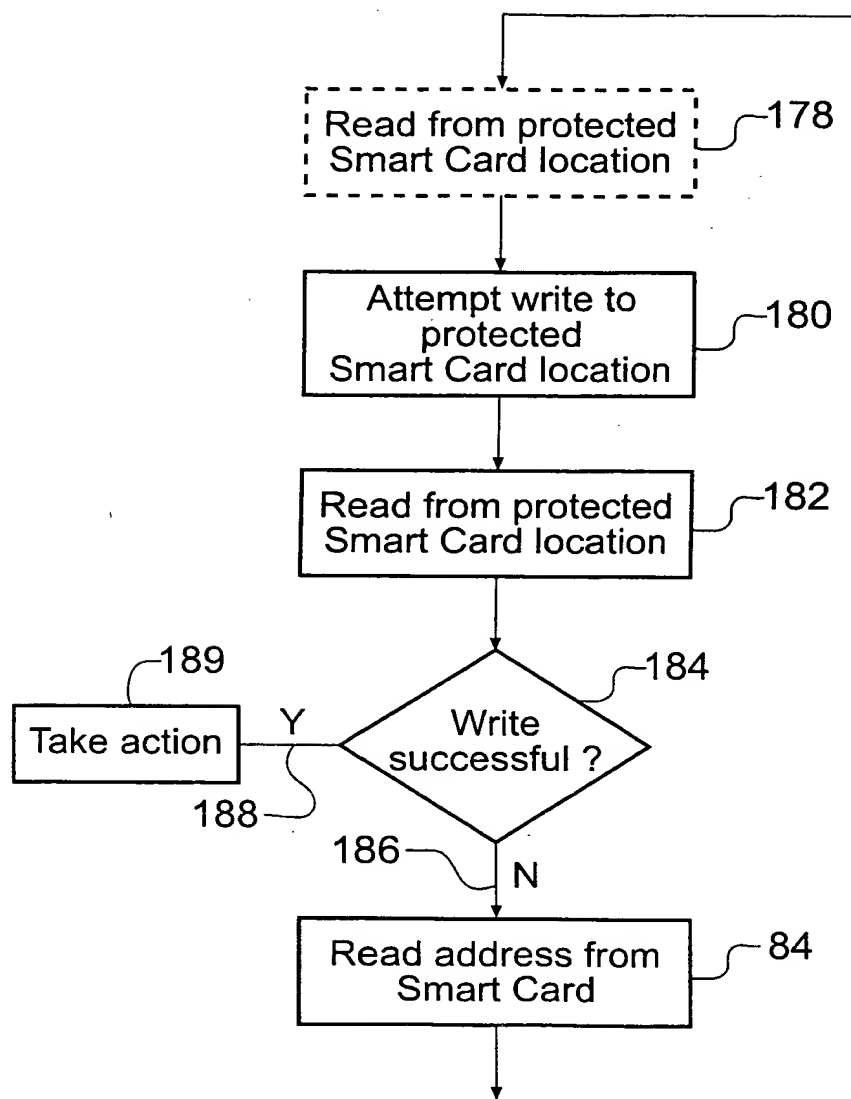 Read from protected
Smart Card location
178
Attempt write to
protected
Smart Card location
180
Read from protected
Smart Card location
182
189
184
Take action
Y
Write
successful ?
188
186
N
Read address from
Smart Card
84